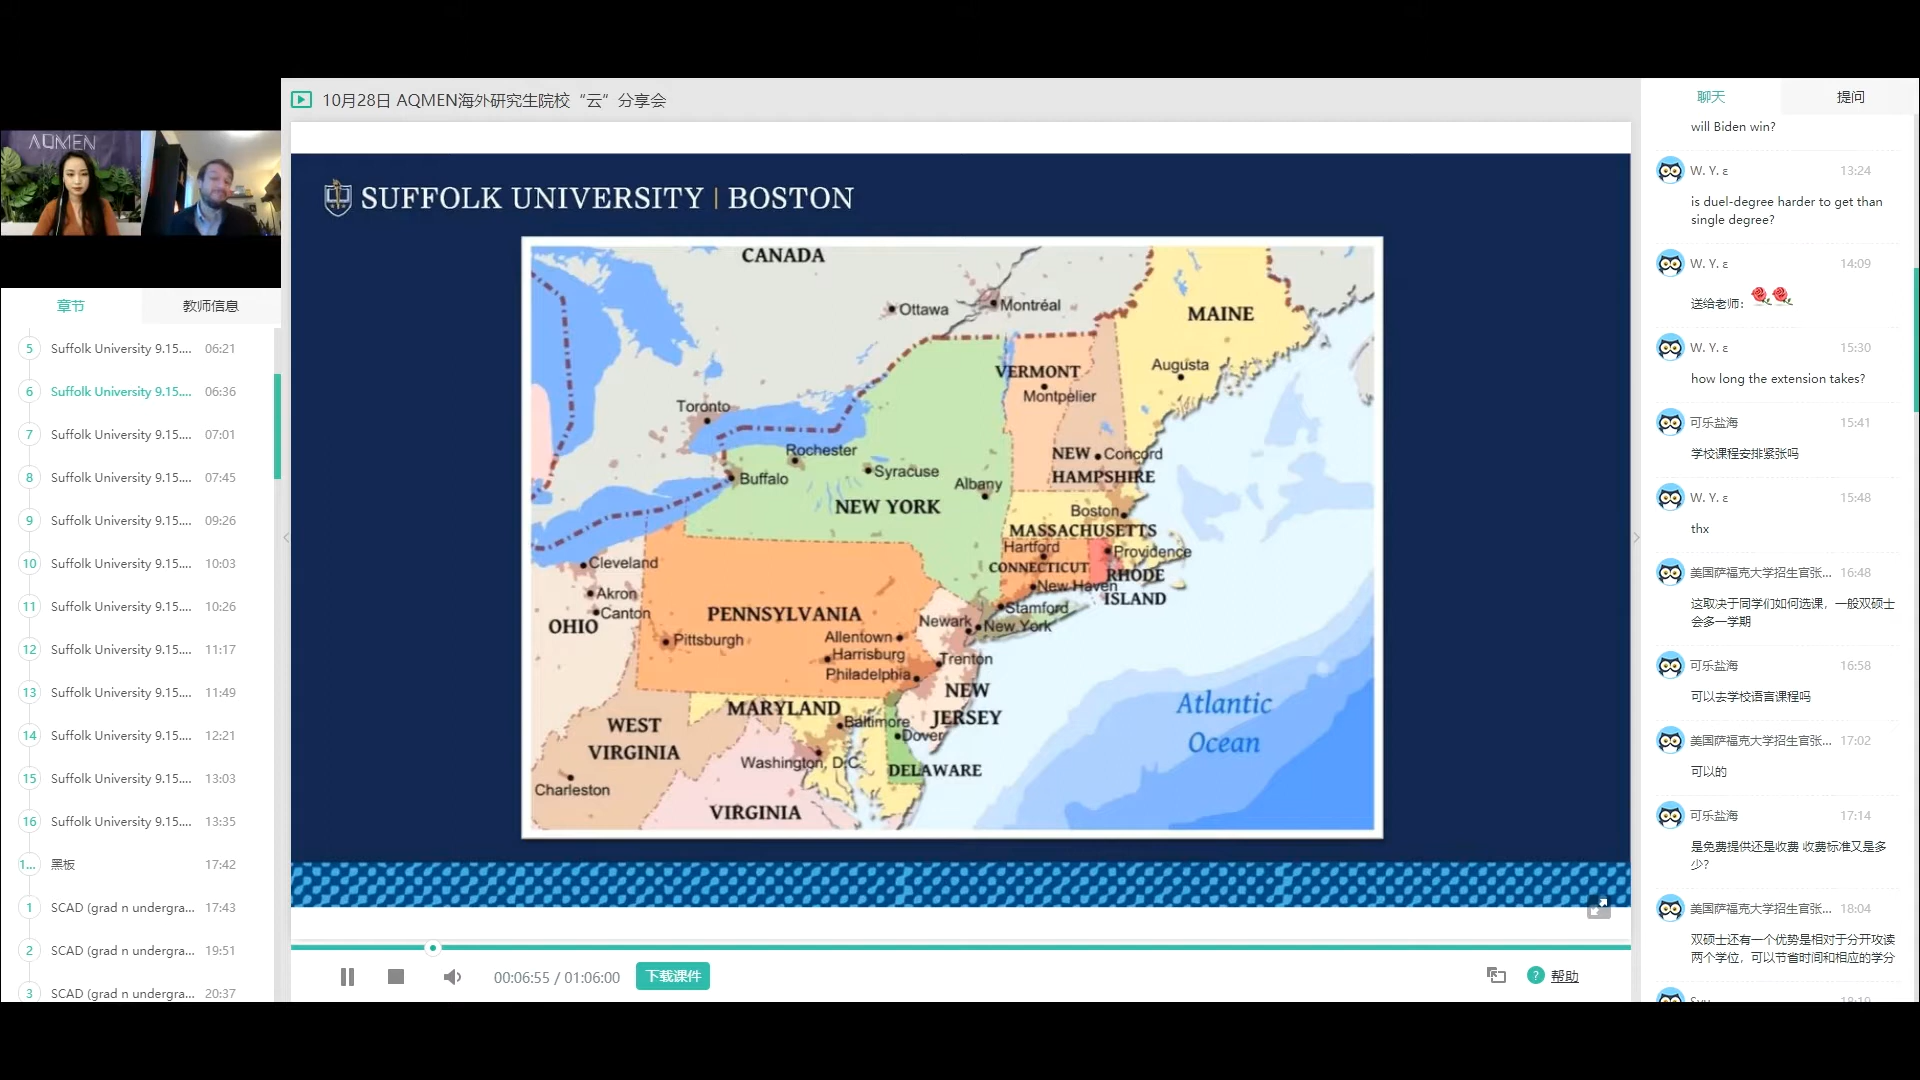 10月28日 AQMEN海外研究生院校“云”分享会
AQMEN
章节
教师信息
5 Suffolk University 9.15.... 06:21
6 Suffolk University 9.15.... 06:36
7 Suffolk University 9.15.... 07:01
8 Suffolk University 9.15.... 07:45
9 Suffolk University 9.15.... 09:26
10 Suffolk University 9.15.... 10:03
11 Suffolk University 9.15.... 10:26
12 Suffolk University 9.15.... 11:17
13 Suffolk University 9.15.... 11:49
14 Suffolk University 9.15.... 12:21
15 Suffolk University 9.15.... 13:03
16 Suffolk University 9.15.... 13:35
1... 黑板 17:42
1 SCAD (grad n undergra... 17:43
2 SCAD (grad n undergra... 19:51
3 SCAD (grad n undergra... 20:37
SUFFOLK UNIVERSITY | BOSTON
CANADA
Ottawa
Montréal
MAINE
Augusta
VERMONT
Montpelier
Toronto
Rochester
Buffalo
Syracuse
Albany
NEW YORK
NEW
HAMPSHIRE
Concord
Boston
MASSACHUSETTS
Hartford
Providence
CONNECTICUT
RHODE
ISLAND
New Haven
Stamford
New York
Newark
Cleveland
Akron
Canton
OHIO
PENNSYLVANIA
Pittsburgh
Allentown
Harrisburg
Philadelphia
Trenton
NEW
JERSEY
MARYLAND
Baltimore
Dover
WEST
VIRGINIA
Washington, D.C.
DELAWARE
Charleston
VIRGINIA
Atlantic
Ocean
00:06:55 / 01:06:00
下载课件
? 帮助
聊天
提问
will Biden win?
W. Y. ε 13:24
is duel-degree harder to get than
single degree?
W. Y. ε 14:09
送给老师：
W. Y. ε 15:30
how long the extension takes?
可乐盐海 15:41
学校课程安排紧张吗
W. Y. ε 15:48
thx
美国萨福克大学招生官张... 16:48
这取决于同学们如何选课，一般双硕士
会多一学期
可乐盐海 16:58
可以去学校语言课程吗
美国萨福克大学招生官张... 17:02
可以的
可乐盐海 17:14
是免费提供还是收费 收费标准又是多
少?
美国萨福克大学招生官张... 18:04
双硕士还有一个优势是相对于分开攻读
两个学位，可以节省时间和相应的学分